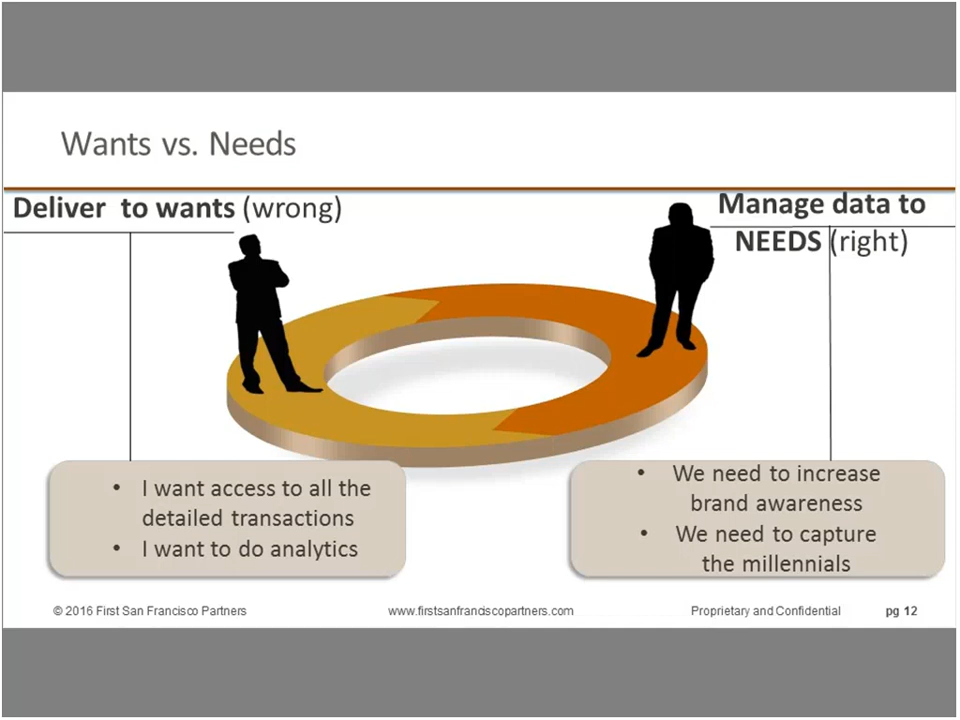 Wants vs. Needs
Deliver  to wants (wrong)
Manage data to
NEEDS (right)
• I want access to all the
detailed transactions
• I want to do analytics
• We need to increase
brand awareness
• We need to capture
the millennials
© 2016 First San Francisco Partners
www.firstsanfranciscopartners.com
Proprietary and Confidential
pg 12